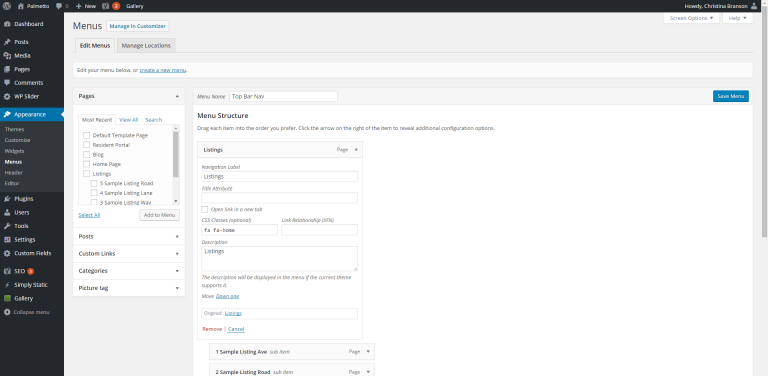 Palmetto 0 + New 3 Gallery Howdy, Christina Branson
Screen Options ▼ Help ▼
Dashboard
Posts
Media
Pages
Comments
WP Slider
Appearance
Themes
Customize
Widgets
Menus
Header
Editor
Plugins
Users
Tools
Settings
Custom Fields
SEO
Simply Static
Gallery
Collapse menu
Menus Manage in Customizer
Edit Menus Manage Locations
Edit your menu below, or create a new menu.
Pages
Most Recent View All Search
Default Template Page
Resident Portal
Blog
Home Page
Listings
5 Sample Listing Road
4 Sample Listing Lane
3 Sample Listing Way
Select All Add to Menu
Posts
Custom Links
Categories
Picture tag
Menu Name Top Bar Nav Save Menu
Menu Structure
Drag each item into the order you prefer. Click the arrow on the right of the item to reveal additional configuration options.
Listings Page
Navigation Label
Listings
Title Attribute
Open link in a new tab
CSS Classes (optional) Link Relationship (XFN)
fa fa-home
Description
Listings
The description will be displayed in the menu if the current theme
supports it.
Move Down one
Original: Listings
Remove | Cancel
1 Sample Listing Ave sub item Page
2 Sample Listing Road sub item Page